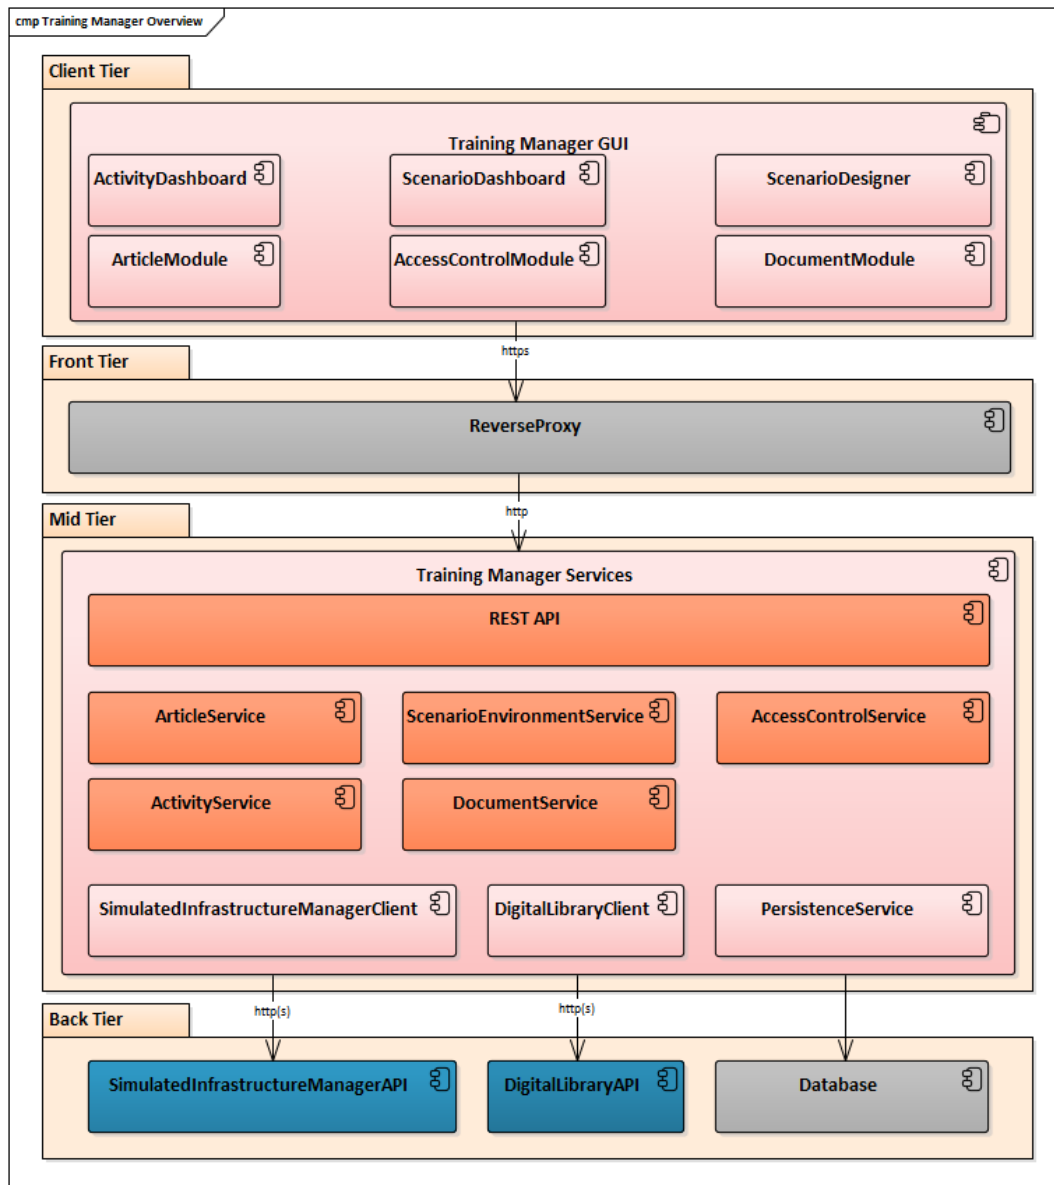 cmp Training Manager Overview
Client Tier
Training Manager GUI
ActivityDashboard
ScenarioDashboard
ScenarioDesigner
ArticleModule
AccessControlModule
DocumentModule
https
Front Tier
ReverseProxy
http
Mid Tier
Training Manager Services
REST API
ArticleService
ScenarioEnvironmentService
AccessControlService
ActivityService
DocumentService
SimulatedInfrastructureManagerClient
DigitalLibraryClient
PersistenceService
http(s)
http(s)
Back Tier
SimulatedInfrastructureManagerAPI
DigitalLibraryAPI
Database